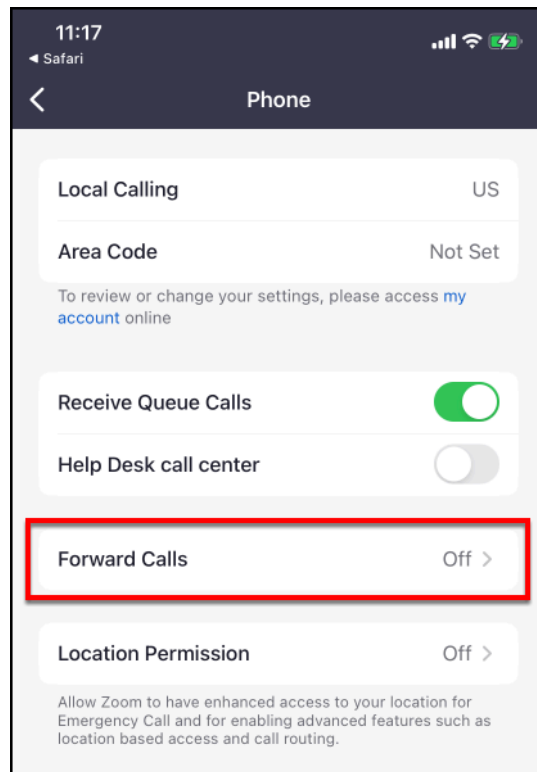 11:17
Safari
Phone
Local Calling US
Area Code Not Set
To review or change your settings, please access my
account online
Receive Queue Calls
Help Desk call center
Forward Calls Off
Location Permission Off
Allow Zoom to have enhanced access to your location for
Emergency Call and for enabling advanced features such as
location based access and call routing.